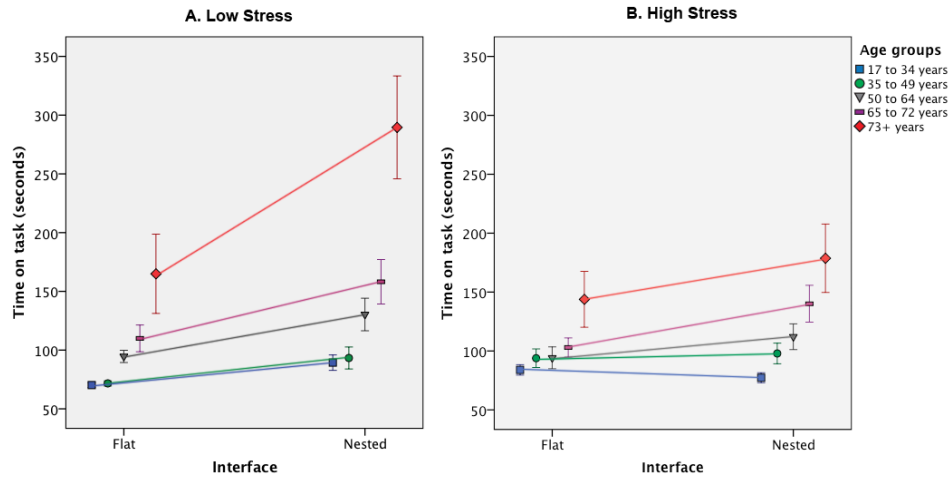 A. Low Stress
350
300
250
200
150
100
50
Time on task (seconds)
Flat
Nested
Interface
B. High Stress
350
300
250
200
150
100
50
Time on task (seconds)
Flat
Nested
Interface
Age groups
17 to 34 years
35 to 49 years
50 to 64 years
65 to 72 years
73+ years